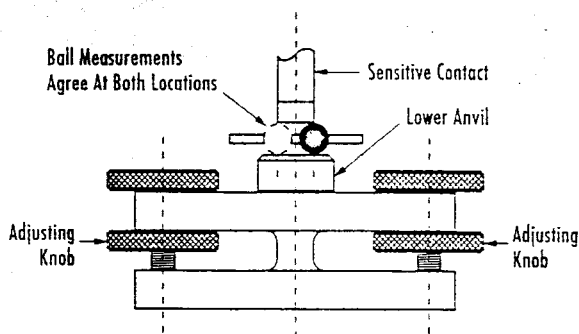 Ball Measurements
Agree At Both Locations
Sensitive Contact
Lower Anvil
Adjusting
Knob
Adjusting
Knob